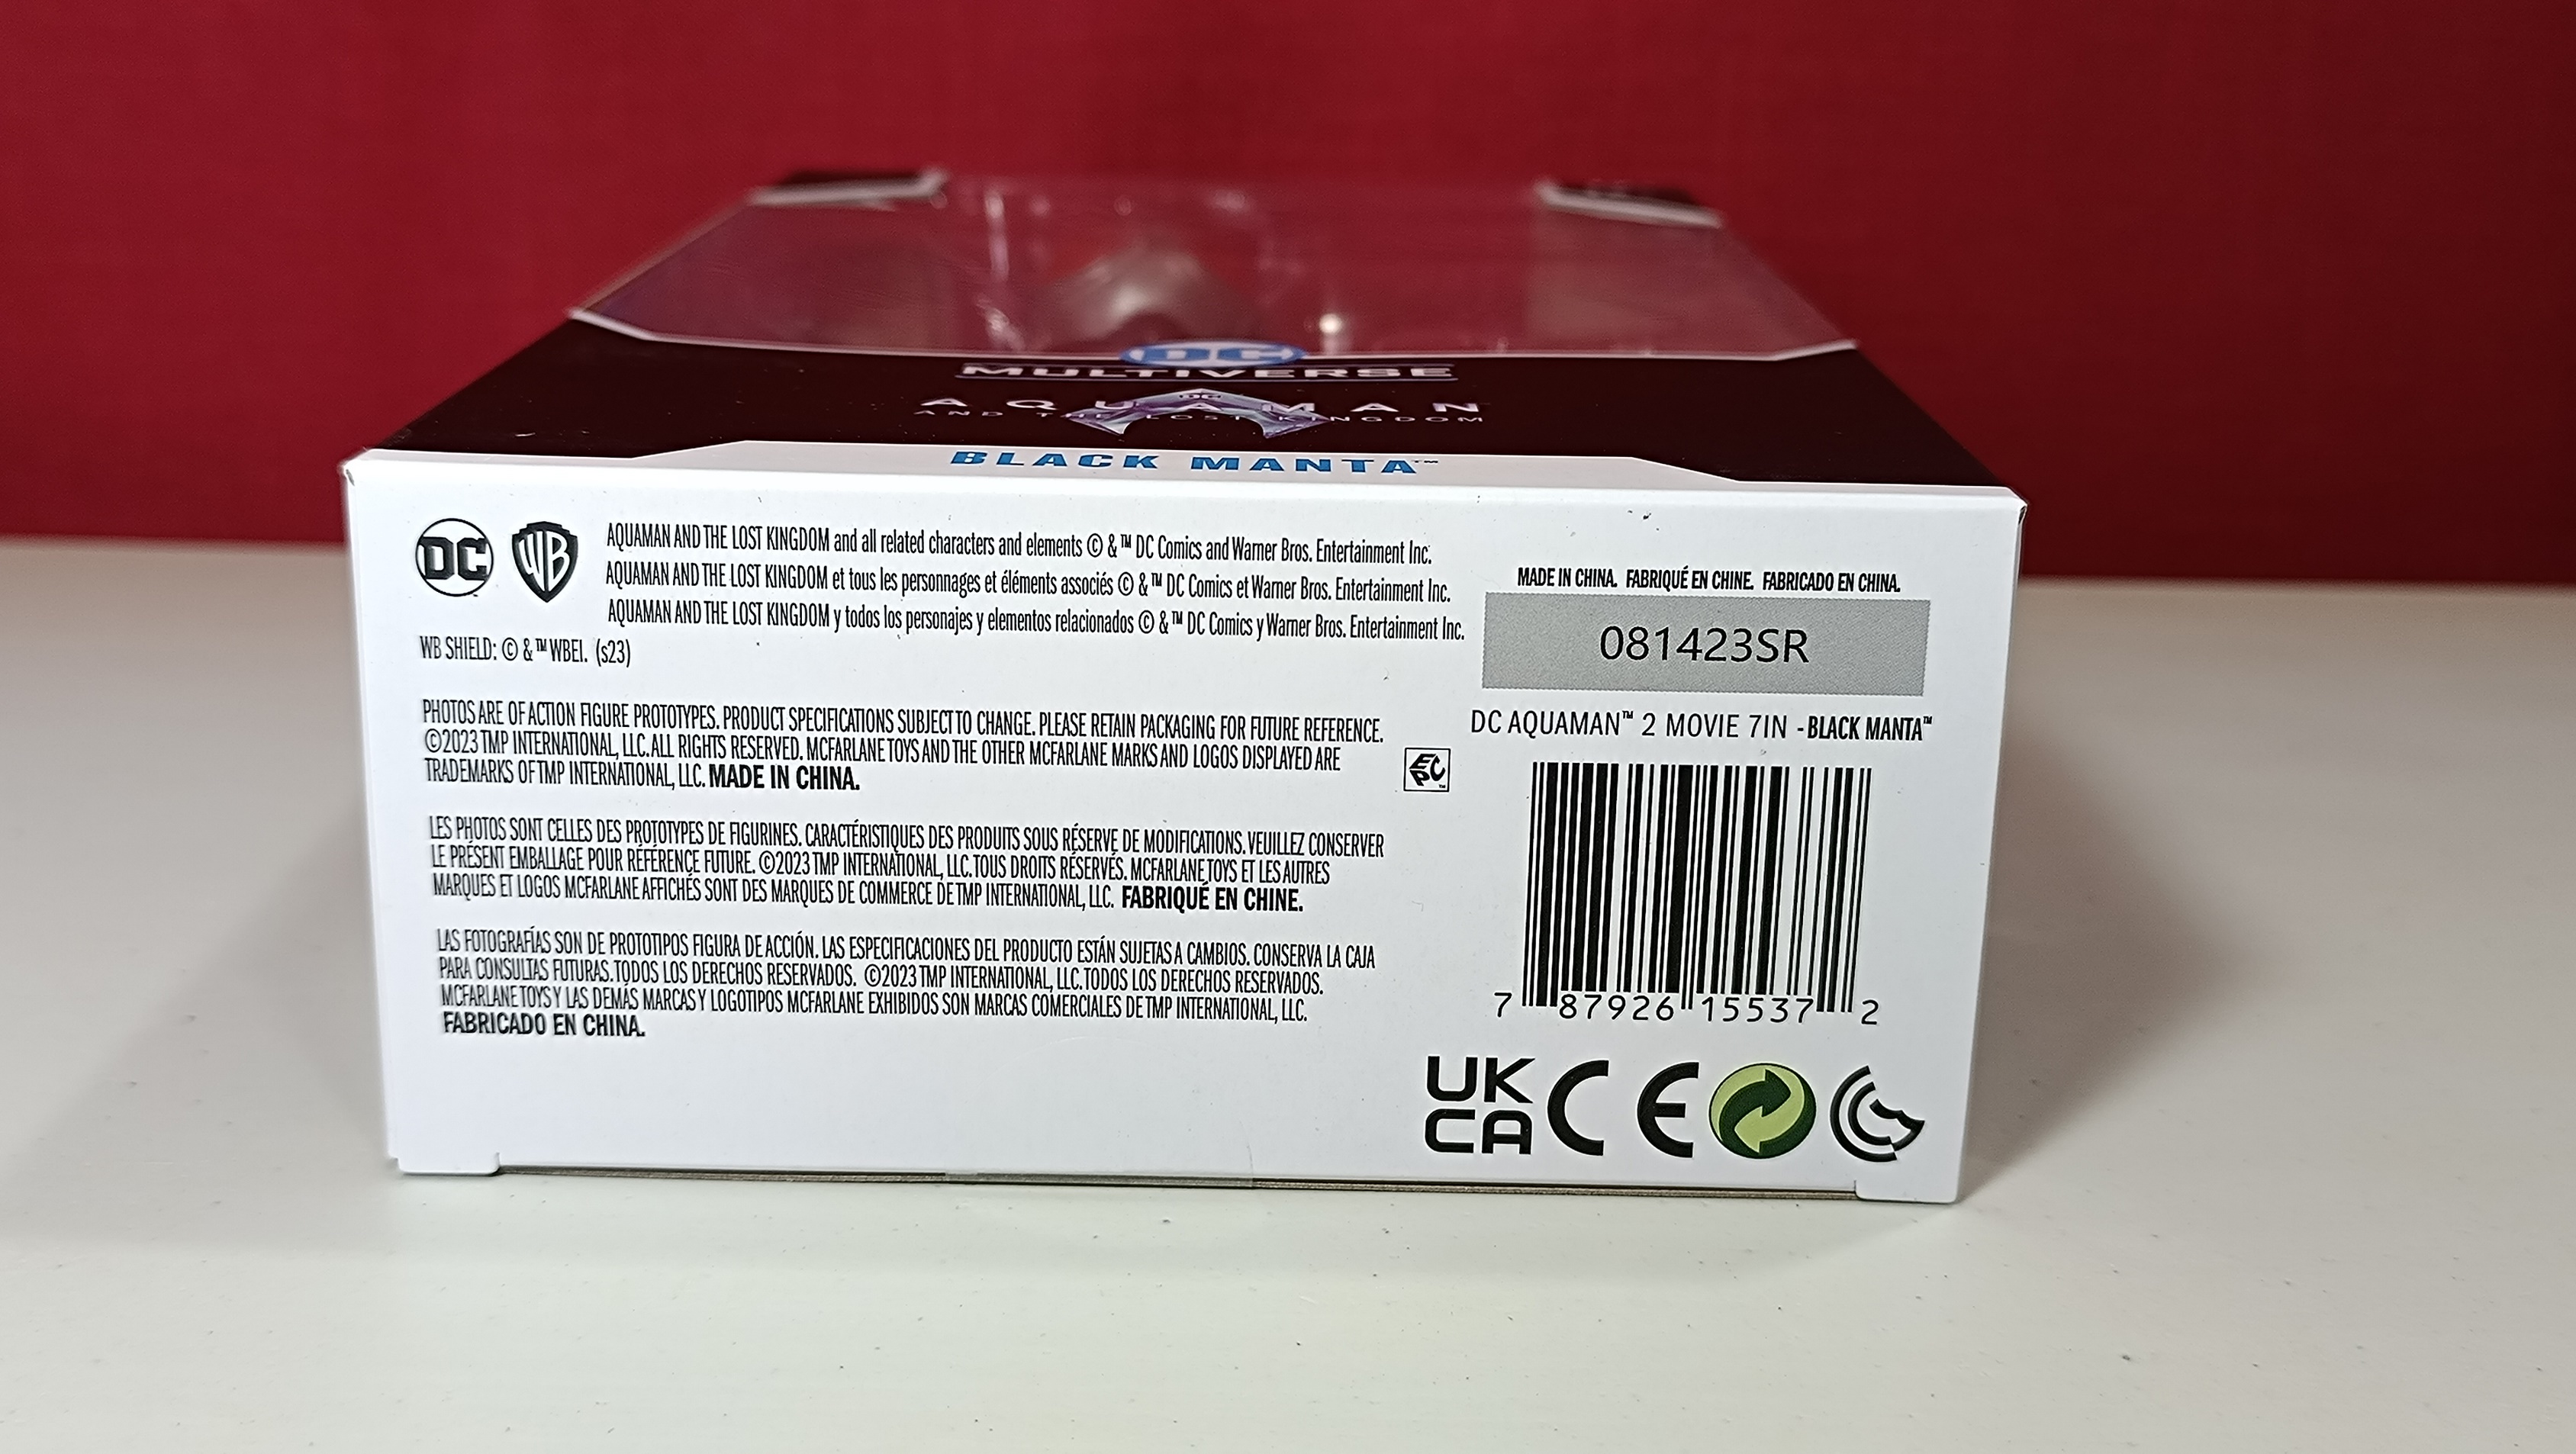 DC
MULTIVERSE
DC
AQUAMAN
AND THE LOST KINGDOM
BLACK MANTA™
DC
WB
AQUAMAN AND THE LOST KINGDOM and all related characters and elements © & ™ DC Comics and Warner Bros. Entertainment Inc.
AQUAMAN AND THE LOST KINGDOM et tous les personnages et éléments associés © & ™ DC Comics et Warner Bros. Entertainment Inc.
AQUAMAN AND THE LOST KINGDOM y todos los personajes y elementos relacionados © & ™ DC Comics y Warner Bros. Entertainment Inc.
WB SHIELD: © & ™ WBEI. (s23)
PHOTOS ARE OF ACTION FIGURE PROTOTYPES. PRODUCT SPECIFICATIONS SUBJECT TO CHANGE. PLEASE RETAIN PACKAGING FOR FUTURE REFERENCE.
©2023 TMP INTERNATIONAL, LLC. ALL RIGHTS RESERVED. MCFARLANE TOYS AND THE OTHER MCFARLANE MARKS AND LOGOS DISPLAYED ARE
TRADEMARKS OF TMP INTERNATIONAL, LLC. MADE IN CHINA.
EPC™
LES PHOTOS SONT CELLES DES PROTOTYPES DE FIGURINES. CARACTÉRISTIQUES DES PRODUITS SOUS RÉSERVE DE MODIFICATIONS. VEUILLEZ CONSERVER
LE PRÉSENT EMBALLAGE POUR RÉFÉRENCE FUTURE. ©2023 TMP INTERNATIONAL, LLC. TOUS DROITS RÉSERVÉS. MCFARLANE TOYS ET LES AUTRES
MARQUES ET LOGOS MCFARLANE AFFICHÉS SONT DES MARQUES DE COMMERCE DE TMP INTERNATIONAL, LLC. FABRIQUÉ EN CHINE.
LAS FOTOGRAFÍAS SON DE PROTOTIPOS FIGURA DE ACCIÓN. LAS ESPECIFICACIONES DEL PRODUCTO ESTÁN SUJETAS A CAMBIOS. CONSERVA LA CAJA
PARA CONSULTAS FUTURAS. TODOS LOS DERECHOS RESERVADOS. ©2023 TMP INTERNATIONAL, LLC. TODOS LOS DERECHOS RESERVADOS.
MCFARLANE TOYS Y LAS DEMÁS MARCAS Y LOGOTIPOS MCFARLANE EXHIBIDOS SON MARCAS COMERCIALES DE TMP INTERNATIONAL, LLC.
FABRICADO EN CHINA.
MADE IN CHINA. FABRIQUÉ EN CHINE. FABRICADO EN CHINA.
081423SR
DC AQUAMAN™ 2 MOVIE 7IN -BLACK MANTA™
7 87926 15537 2
UK
CA
CE